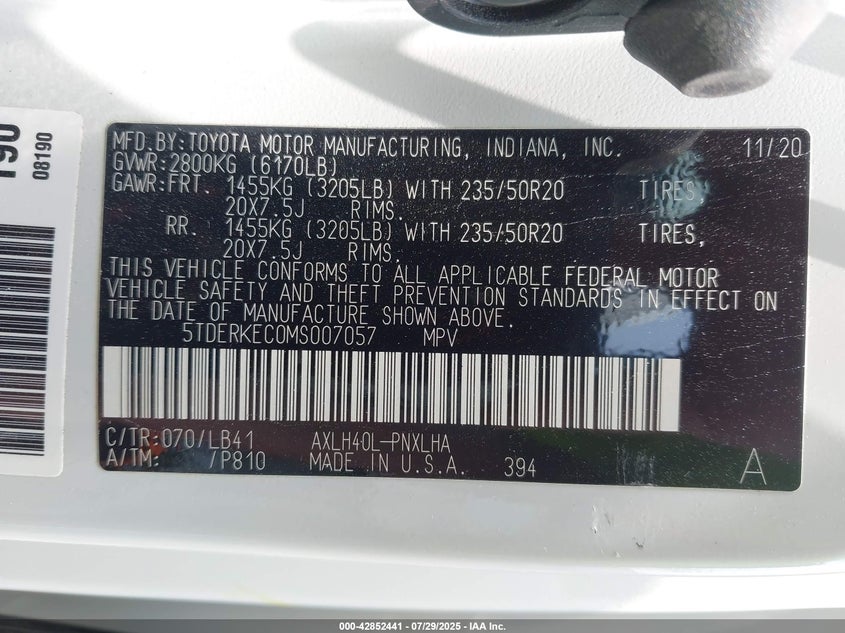 190
08190
MFD.BY:TOYOTA MOTOR MANUFACTURING, INDIANA, INC. 11/20
GVWR:2800KG (6170LB)
GAWR:FRT. 1455KG (3205LB) WITH 235/50R20 TIRES,
20X7.5J RIMS.
RR. 1455KG (3205LB) WITH 235/50R20 TIRES,
20X7.5J RIMS.
THIS VEHICLE CONFORMS TO ALL APPLICABLE FEDERAL MOTOR
VEHICLE SAFETY AND THEFT PREVENTION STANDARDS IN EFFECT ON
THE DATE OF MANUFACTURE SHOWN ABOVE.
5TDERKEC0MS007057 MPV
C/TR:070/LB41 AXLH40L-PNXLHA
A/TM: /P810 MADE IN U.S.A. 394 A
000-42852441 - 07/29/2025 - IAA Inc.